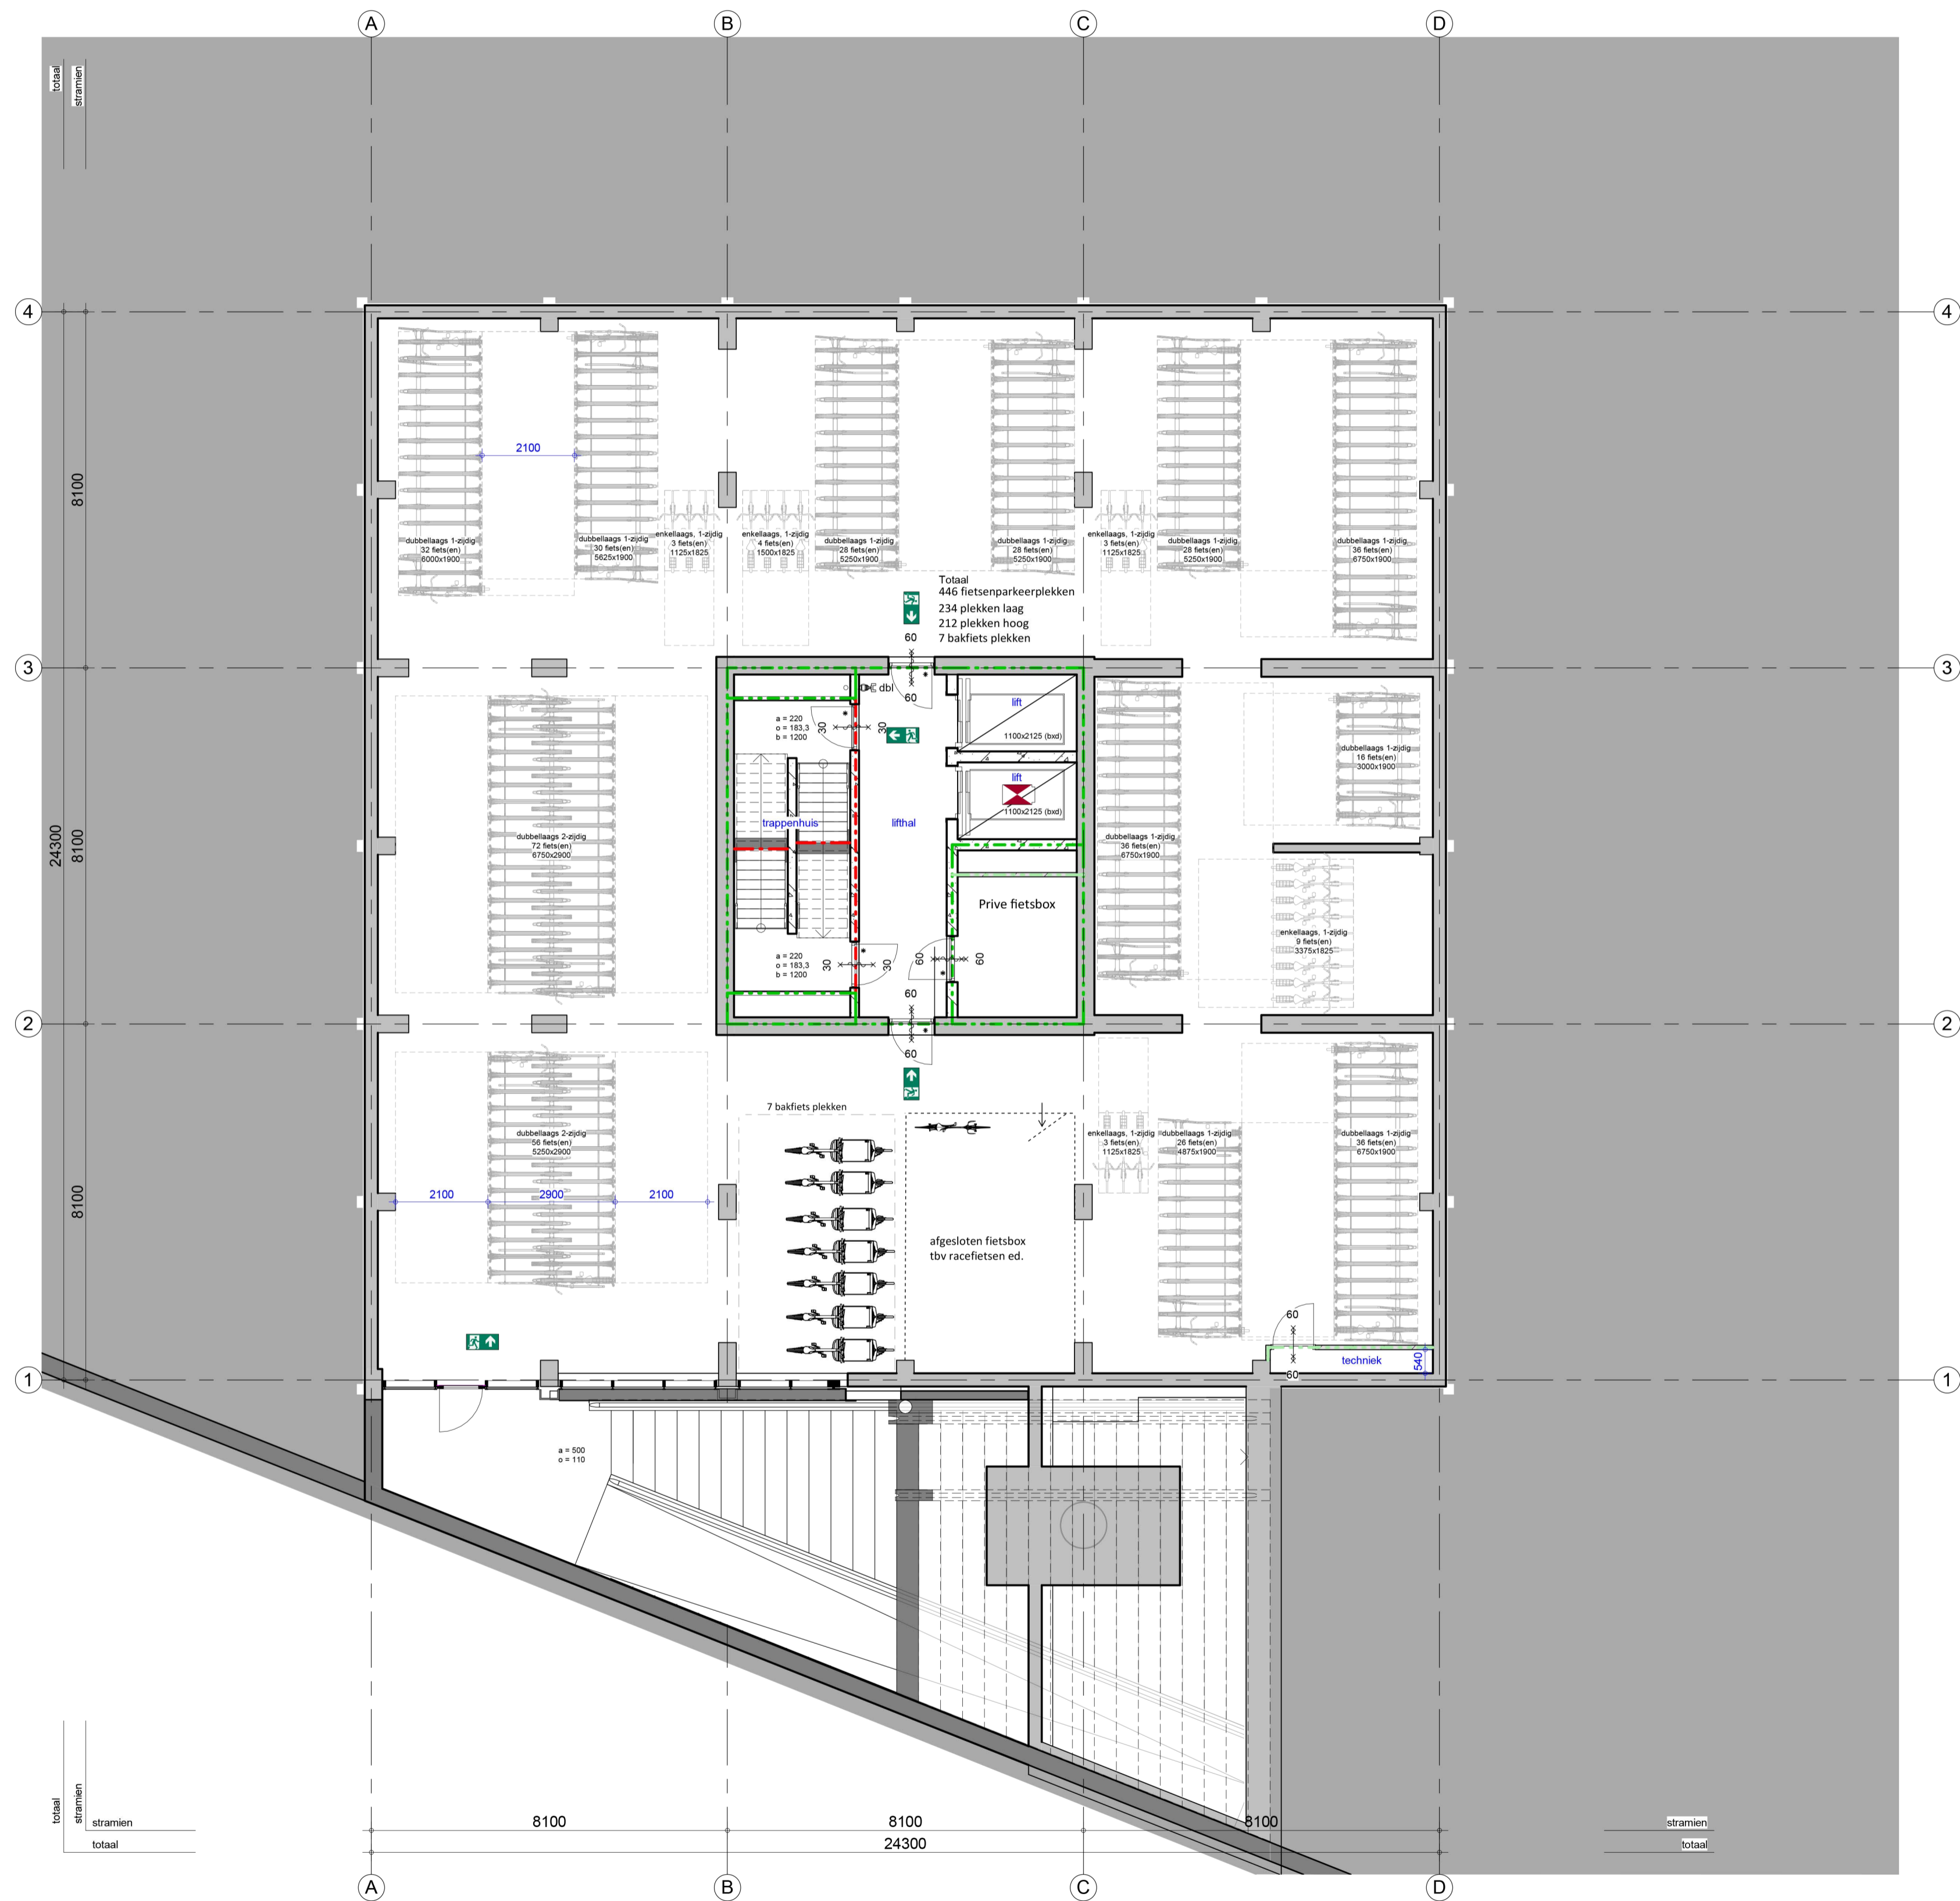 A
B
C
D
totaal
stramien
4
4
8100
2100
dubbellaags 1-zijdig
32 fiets(en)
6000x1900
dubbellaags 1-zijdig
30 fiets(en)
5625x1900
enkellaags, 1-zijdig
3 fiets(en)
1125x1825
enkellaags, 1-zijdig
4 fiets(en)
1500x1825
dubbellaags 1-zijdig
28 fiets(en)
5250x1900
dubbellaags 1-zijdig
28 fiets(en)
5250x1900
enkellaags, 1-zijdig
3 fiets(en)
1125x1825
dubbellaags 1-zijdig
28 fiets(en)
5250x1900
dubbellaags 1-zijdig
36 fiets(en)
6750x1900
Totaal
446 fietsenparkeerplekken
234 plekken laag
212 plekken hoog
7 bakfiets plekken
60
3
3
60
dbl
lift
1100x2125 (bxd)
a = 220
o = 183,3
b = 1200
30
30
dubbellaags 1-zijdig
16 fiets(en)
3000x1900
lift
1100x2125 (bxd)
24300
8100
trappenhuis
lifthal
dubbellaags 2-zijdig
72 fiets(en)
6750x2900
dubbellaags 1-zijdig
36 fiets(en)
6750x1900
Prive fietsbox
enkellaags, 1-zijdig
9 fiets(en)
3375x1825
a = 220
o = 183,3
b = 1200
30
30
60
60
60
2
2
60
7 bakfiets plekken
dubbellaags 2-zijdig
56 fiets(en)
5250x2900
enkellaags, 1-zijdig
3 fiets(en)
1125x1825
dubbellaags 1-zijdig
26 fiets(en)
4875x1900
dubbellaags 1-zijdig
36 fiets(en)
6750x1900
8100
2100
2900
2100
afgesloten fietsbox
tbv racefietsen ed.
60
techniek
540
60
1
1
a = 500
o = 110
totaal
stramien
stramien
totaal
8100
8100
8100
24300
stramien
totaal
A
B
C
D